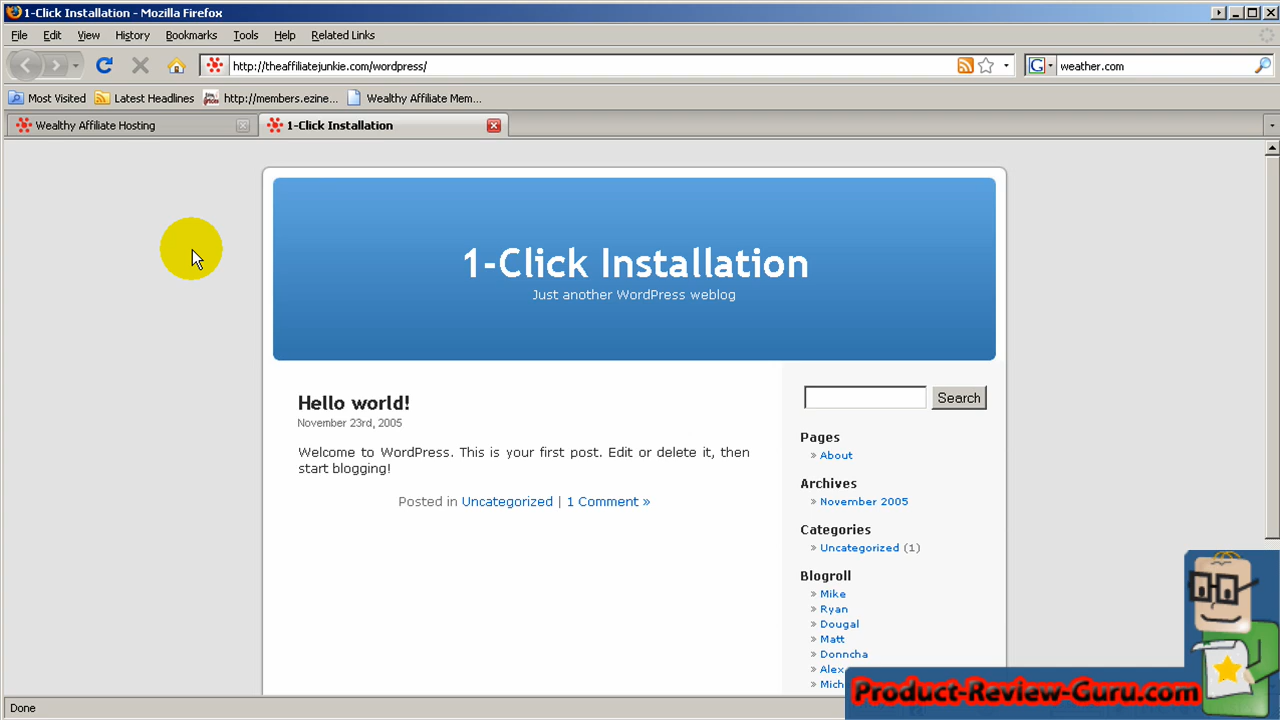 1-Click Installation - Mozilla Firefox
File Edit View History Bookmarks Tools Help Related Links
http://theaffiliatejunkie.com/wordpress/
G weather.com
Most Visited Latest Headlines http://members.ezine... Wealthy Affiliate Mem...
Wealthy Affiliate Hosting
1-Click Installation
1-Click Installation
Just another WordPress weblog
Hello world!
November 23rd, 2005
Welcome to WordPress. This is your first post. Edit or delete it, then
start blogging!
Posted in Uncategorized | 1 Comment »
Search
Pages
» About
Archives
» November 2005
Categories
» Uncategorized (1)
Blogroll
» Mike
» Ryan
» Dougal
» Matt
» Donncha
» Alex
» Mich
Product-Review-Guru.com
Done